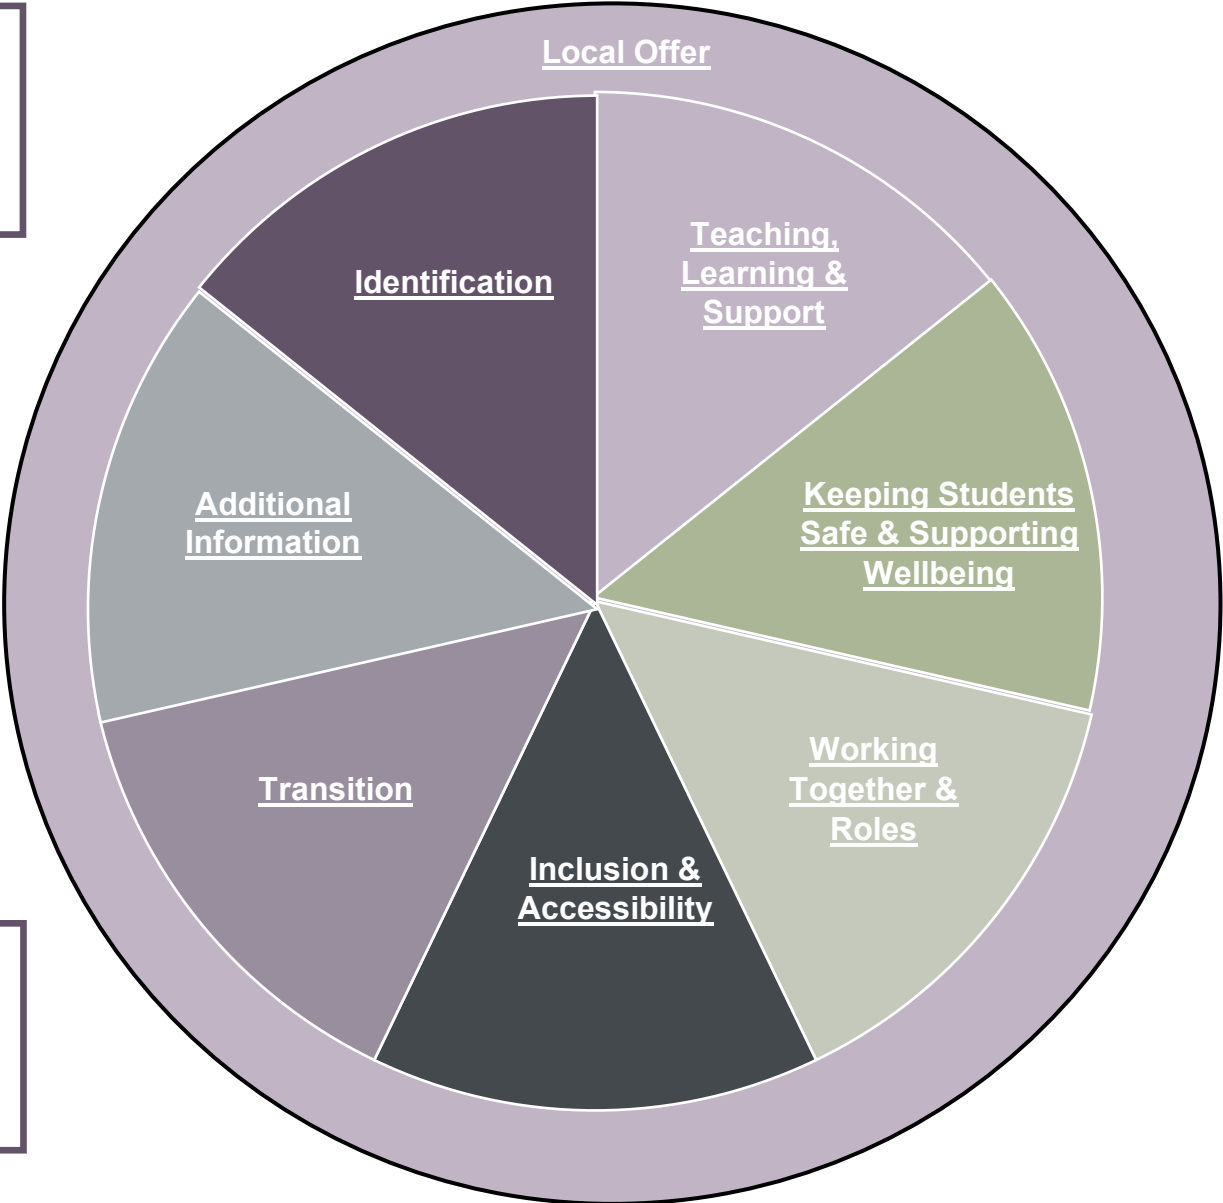 Local Offer
Teaching,
Learning &
Support
Identification
Keeping Students
Safe & Supporting
Wellbeing
Additional
Information
Working
Together &
Roles
Transition
Inclusion &
Accessibility